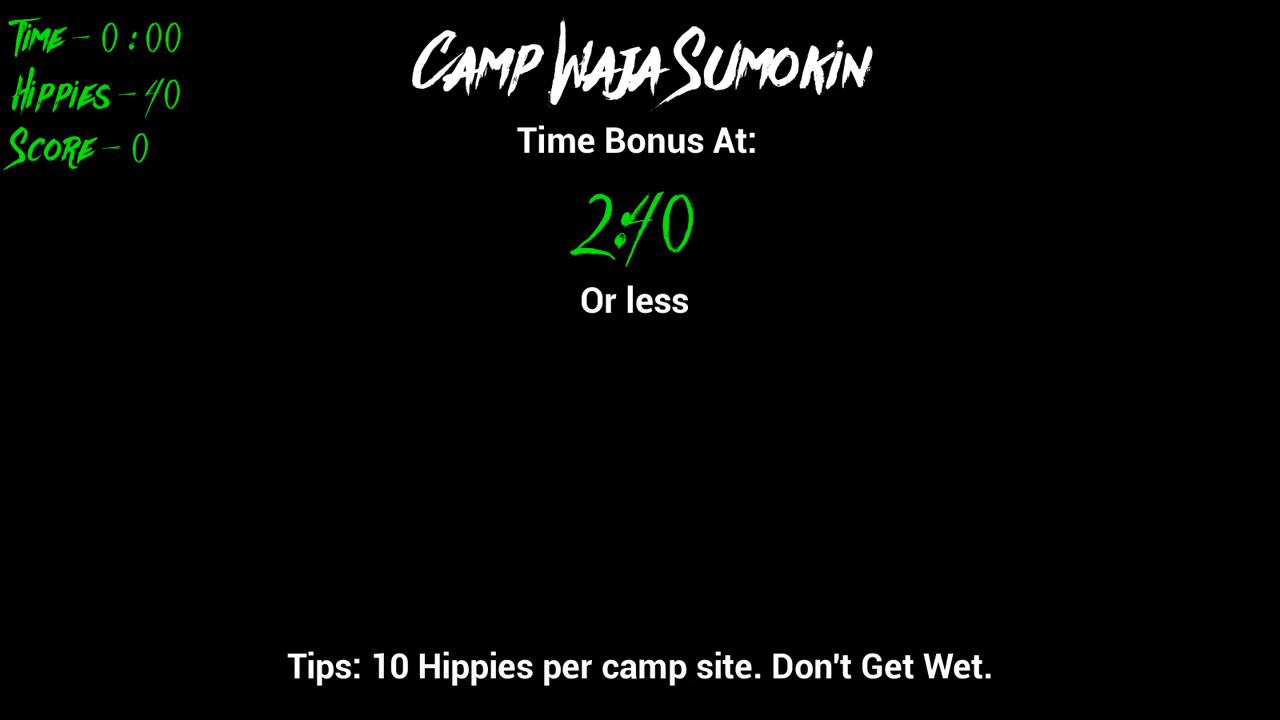 Time - 0:00
Hippies - 40
Score - 0
Camp Waja Sumokin
Time Bonus At:
2:40
Or less
Tips: 10 Hippies per camp site. Don't Get Wet.